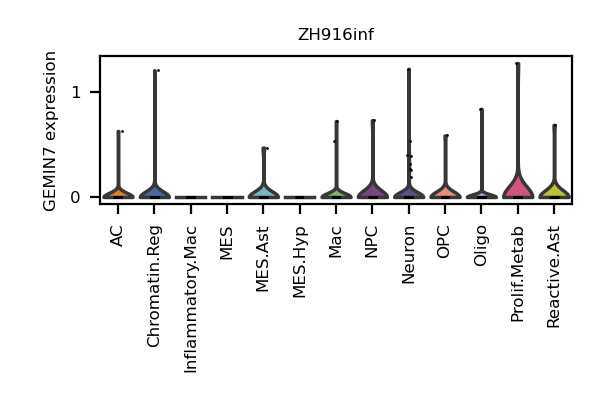 ZH916inf
GEMIN7 expression
1
0
AC
Chromatin.Reg
Inflammatory.Mac
MES
MES.Ast
MES.Hyp
Mac
NPC
Neuron
OPC
Oligo
Prolif.Metab
Reactive.Ast